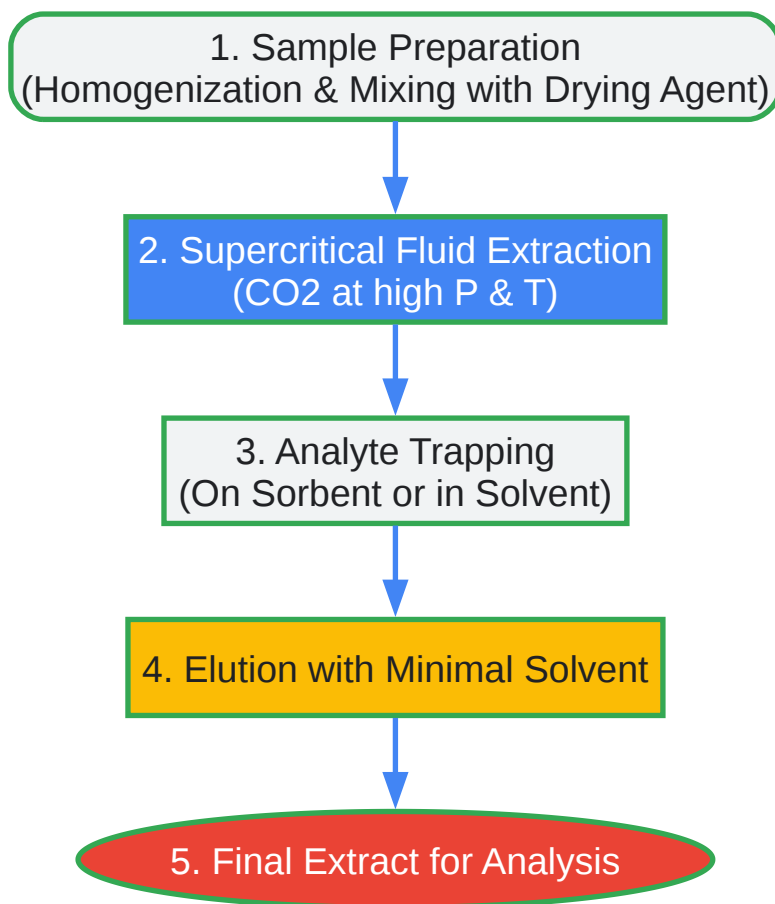 1. Sample Preparation
(Homogenization & Mixing with Drying Agent)
2. Supercritical Fluid Extraction
(CO2 at high P & T)
3. Analyte Trapping
(On Sorbent or in Solvent)
4. Elution with Minimal Solvent
5. Final Extract for Analysis